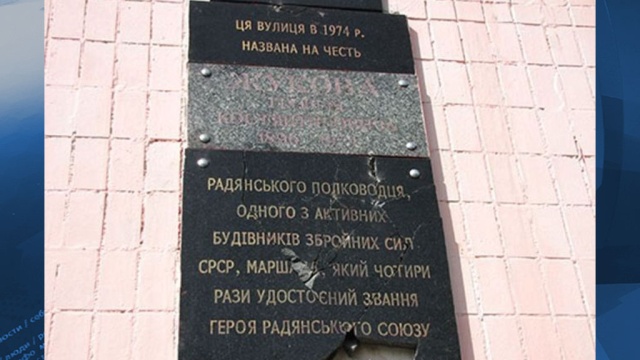 ЦЯ ВУЛИЦЯ В 1974 р.
НАЗВАНА НА ЧЕСТЬ
ЖУКОВА
РАДЯНСЬКОГО ПОЛКОВОДЦЯ,
ОДНОГО З АКТИВНИХ
БУДІВНИКІВ ЗБРОЙНИХ СИЛ
СРСР, МАРШАЛА, ЯКИЙ ЧОТИРИ
РАЗИ УДОСТОЄНИЙ ЗВАННЯ
ГЕРОЯ РАДЯНСЬКОГО СОЮЗУ